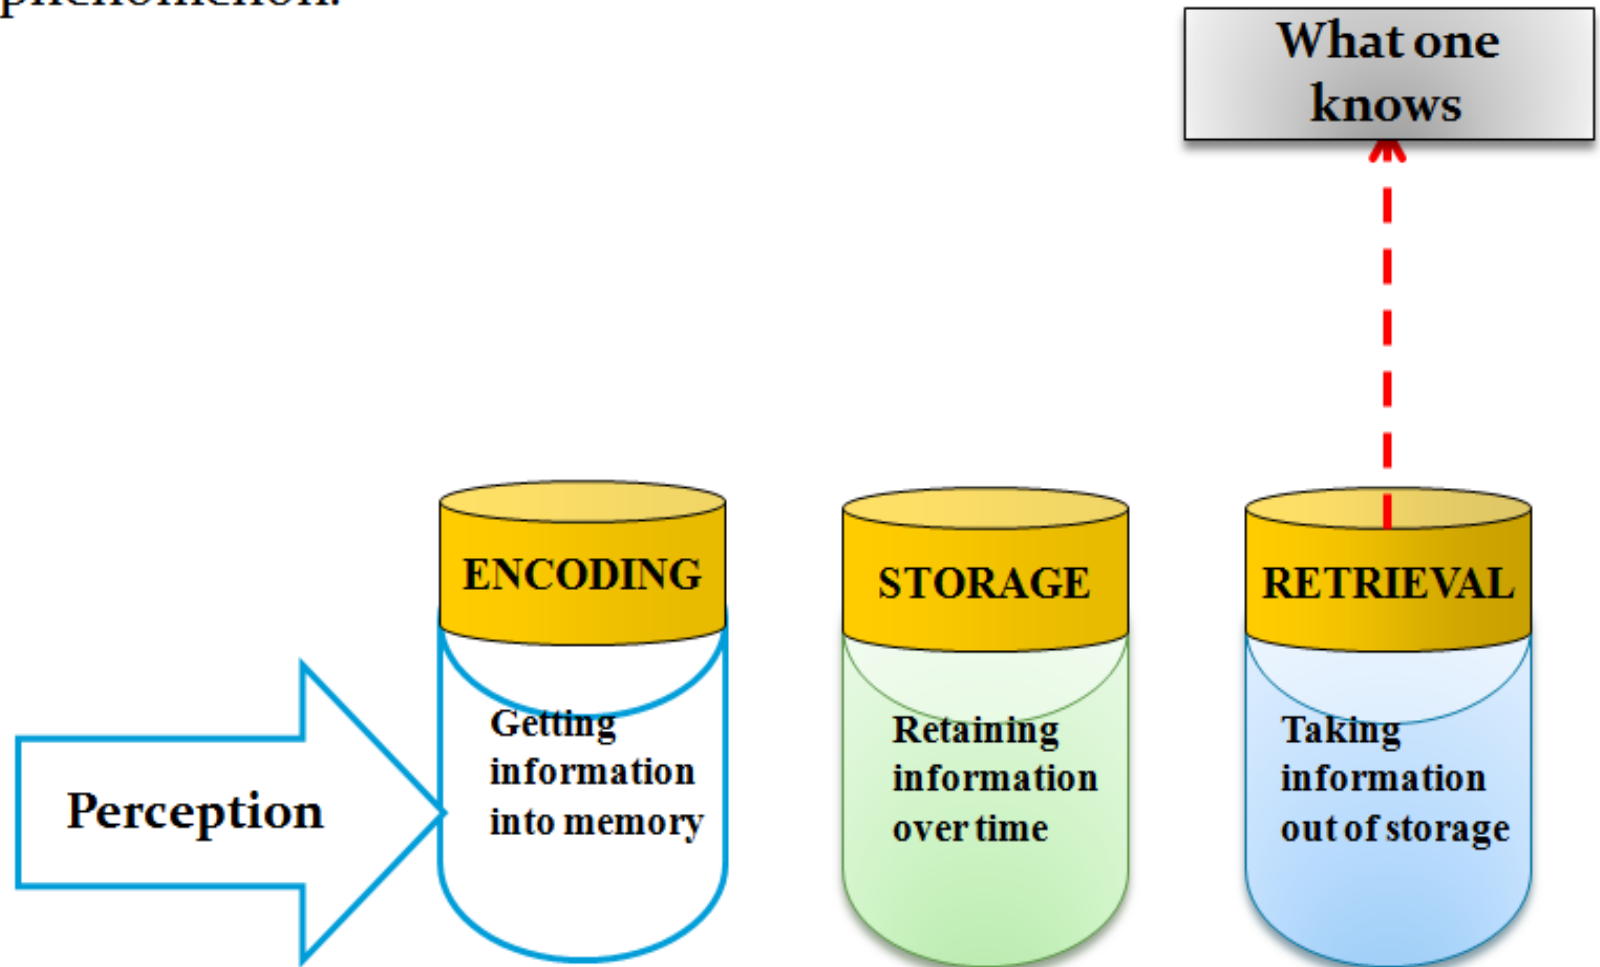 phenomenon.
What one
knows
ENCODING
STORAGE
RETRIEVAL
Perception
Getting
information
into memory
Retaining
information
over time
Taking
information
out of storage